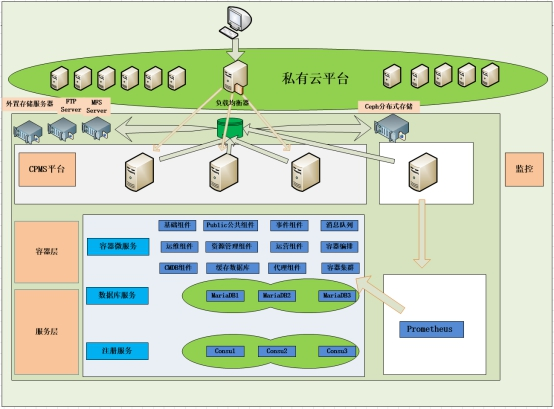 私有云平台
负载均衡器
外置存储服务器
FTP
Server
MFS
Server
Ceph分布式存储
CPMS平台
监控
容器层
服务层
容器微服务
基础组件
Public公共组件
事件组件
消息队列
运维组件
资源管理组件
运营组件
容器编排
CMDB组件
缓存数据库
代理组件
容器集群
数据库服务
MariaDB1
MariaDB2
MariaDB3
注册服务
Consu1
Consu2
Consu3
Prometheus